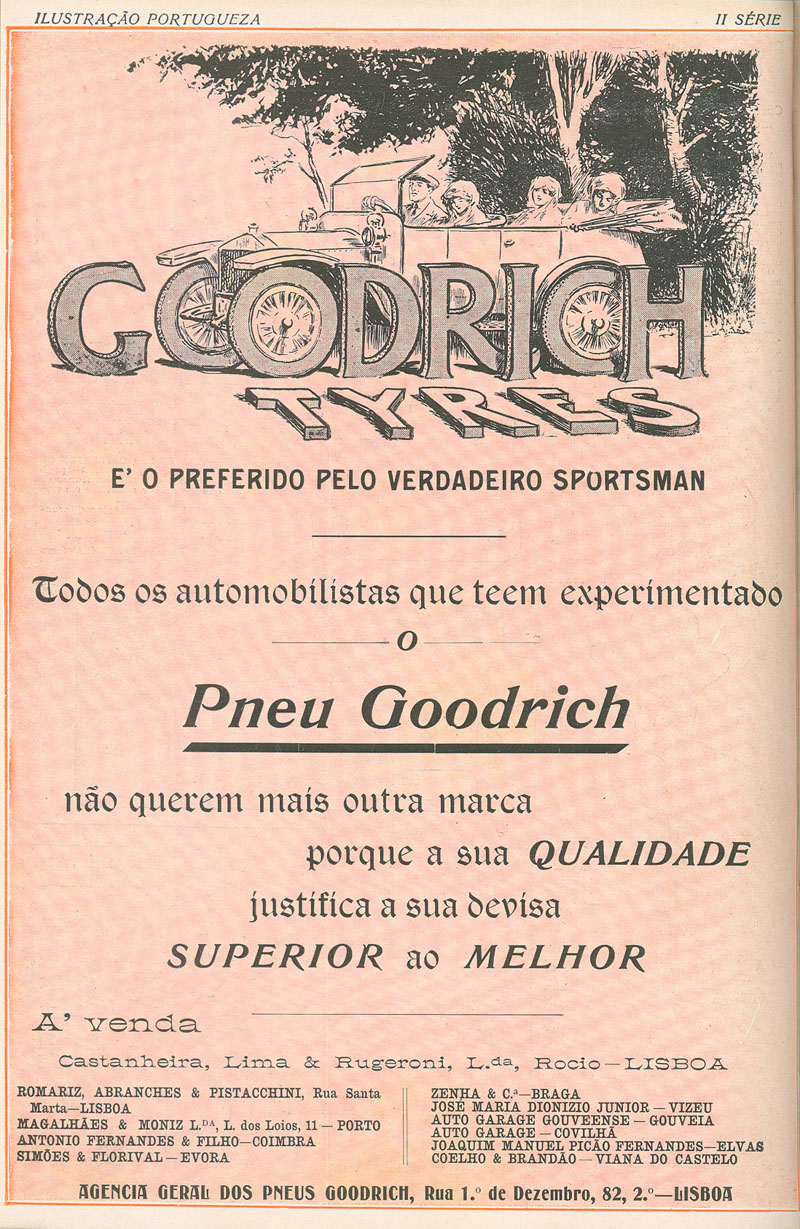 ILUSTRAÇÃO PORTUGUEZA
II SÉRIE
GOODRICH
TYRES
E' O PREFERIDO PELO VERDADEIRO SPORTSMAN
Todos os automobilistas que teem experimentado
O
Pneu Goodrich
não querem mais outra marca
porque a sua QUALIDADE
justifica a sua devisa
SUPERIOR ao MELHOR
A' venda
Castanheira, Lima & Rugeroni, L.da, Rocio—LISBOA
ROMARIZ, ABRANCHES & PISTACCHINI, Rua Santa
Marta—LISBOA
MAGALHÃES & MONIZ L.DA, L. dos Loios, 11 — PORTO
ANTONIO FERNANDES & FILHO—COIMBRA
SIMÕES & FLORIVAL — EVORA
ZENHA & C.ª—BRAGA
JOSÉ MARIA DIONIZIO JUNIOR — VIZEU
AUTO GARAGE GOUVEENSE — GOUVEIA
AUTO GARAGE — COVILHÃ
JOAQUIM MANUEL PICÃO FERNANDES—ELVAS
COELHO & BRANDÃO — VIANA DO CASTELO
AGENCIA GERAL DOS PNEUS GOODRICH, Rua 1.º de Dezembro, 82, 2.º—LISBOA